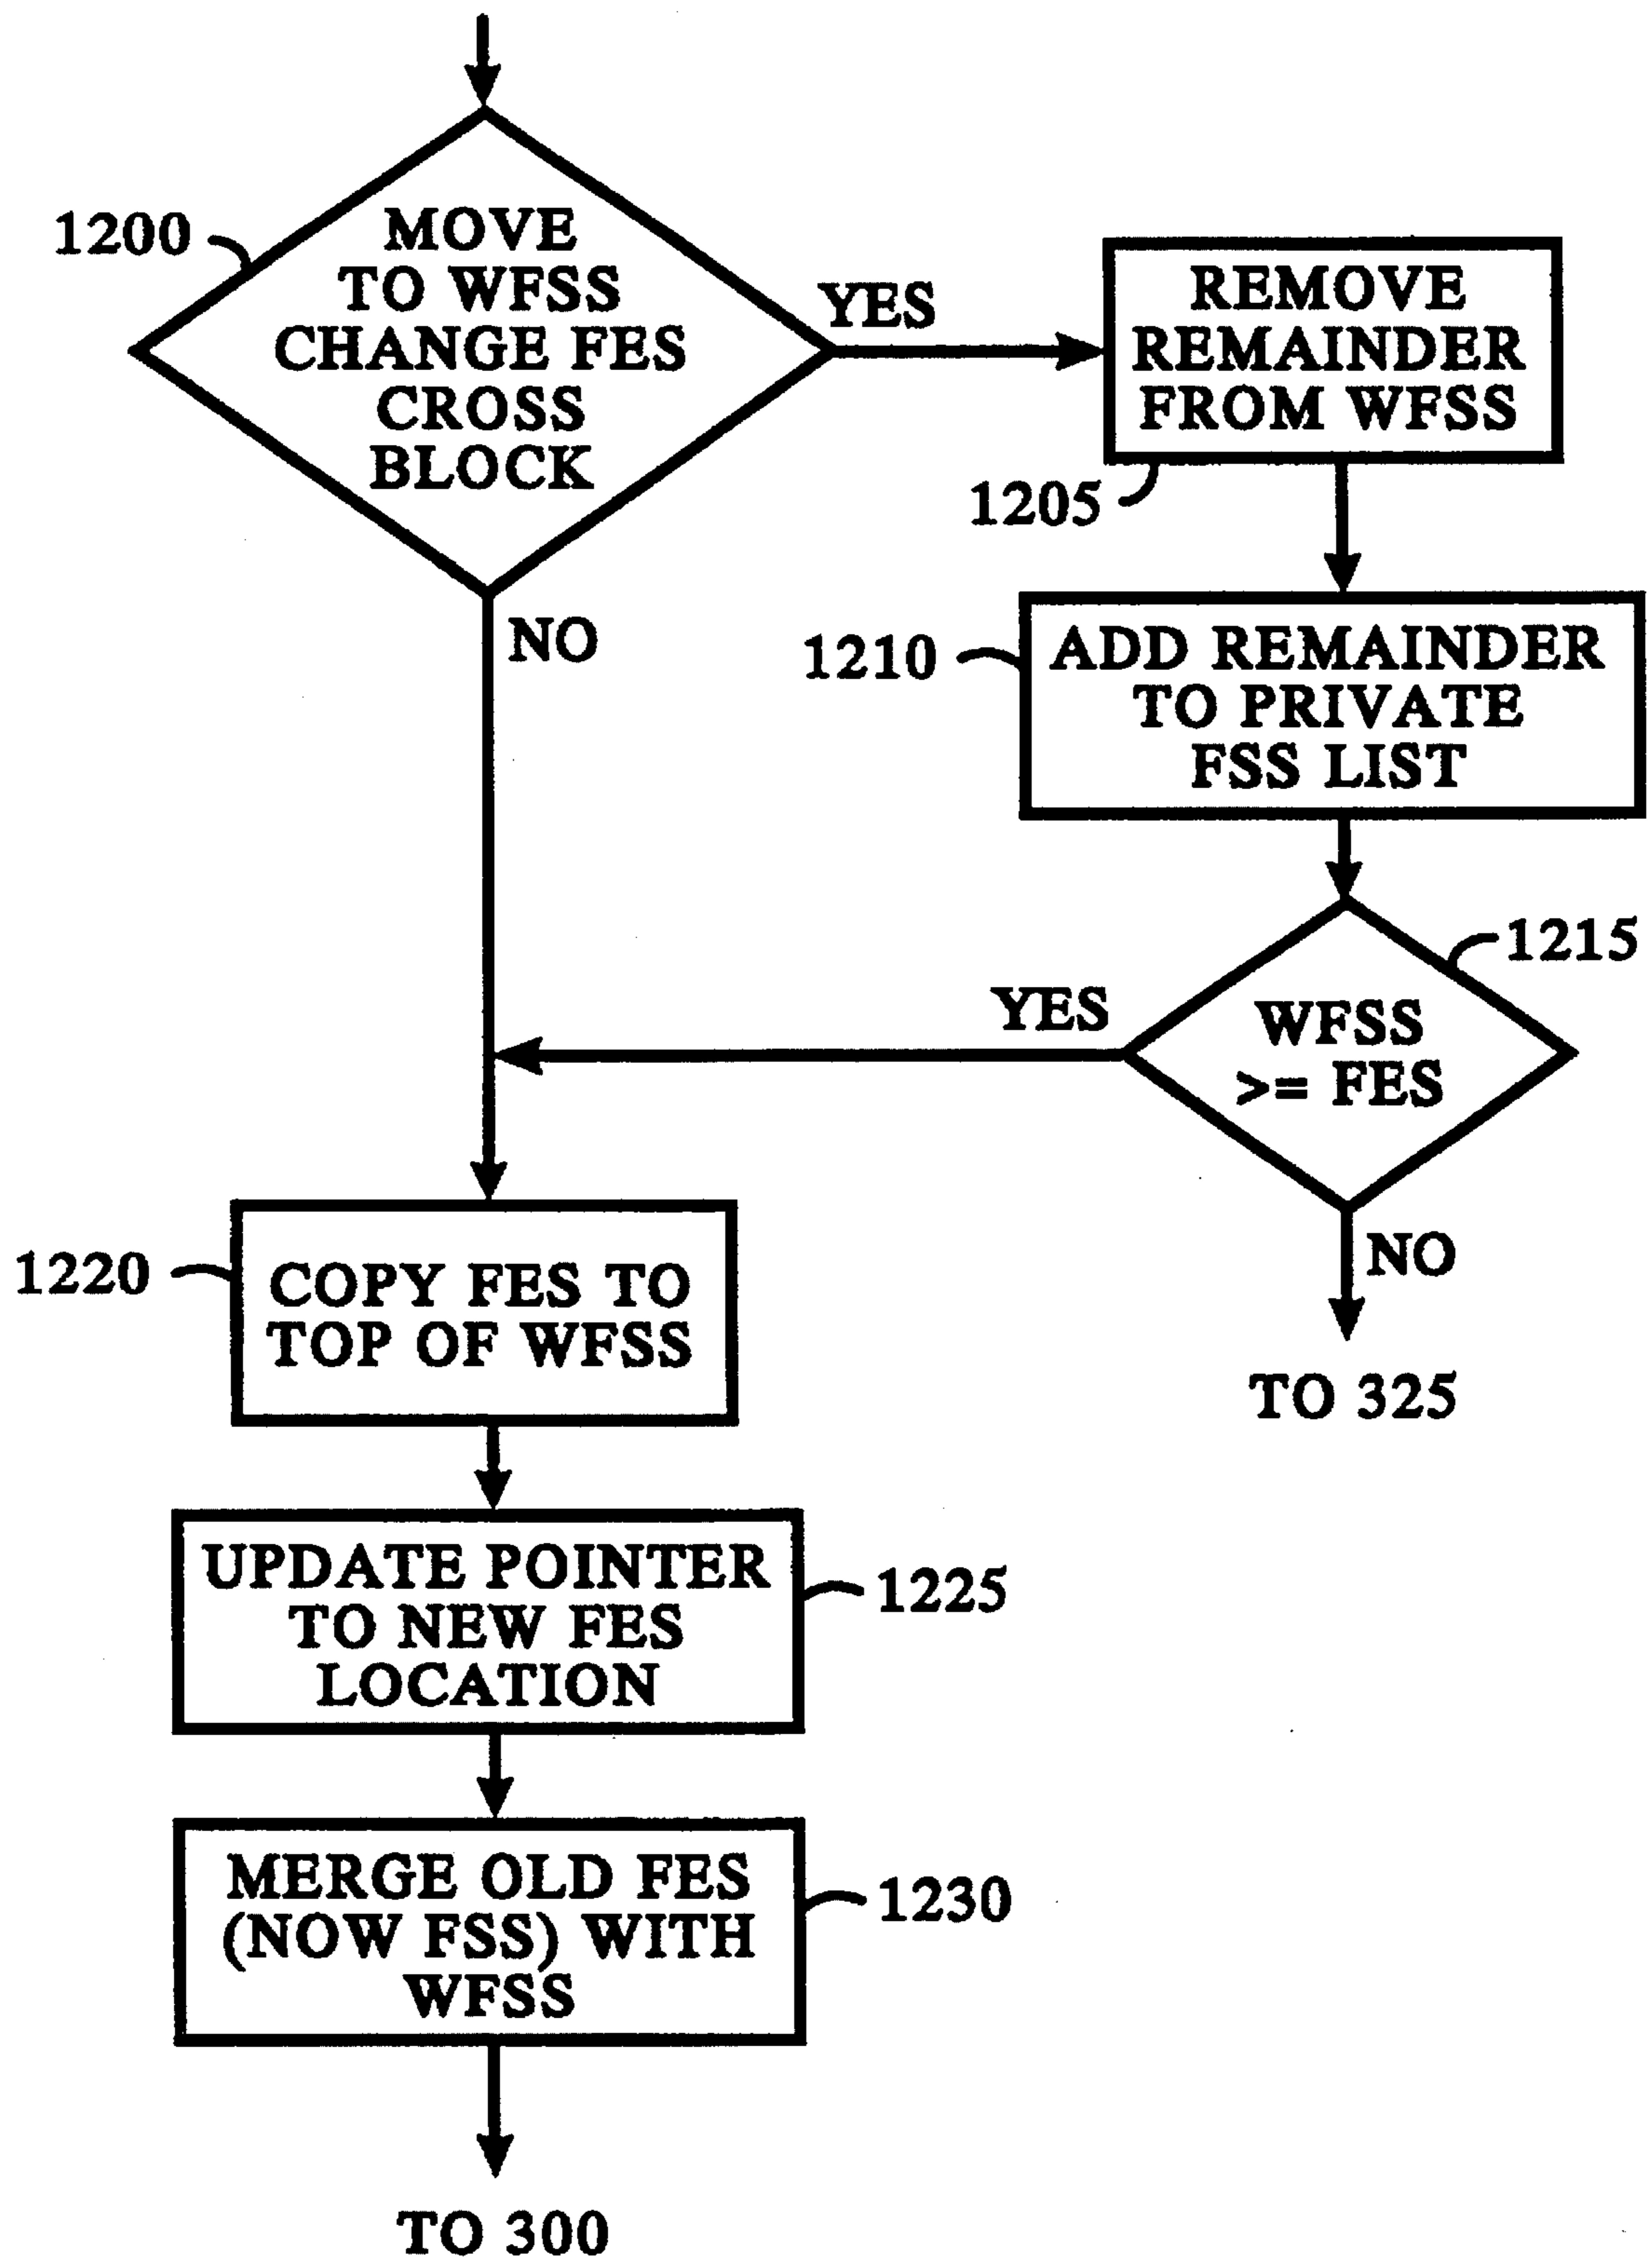 1200
MOVE
TO WFSS
CHANGE FES
CROSS
BLOCK
YES
REMOVE
REMAINDER
FROM WFSS
1205
NO
1210
ADD REMAINDER
TO PRIVATE
FSS LIST
1215
YES
WFSS
>= FES
NO
TO 325
1220
COPY FES TO
TOP OF WFSS
UPDATE POINTER
TO NEW FES
LOCATION
1225
MERGE OLD FES
(NOW FSS) WITH
WFSS
1230
TO 300